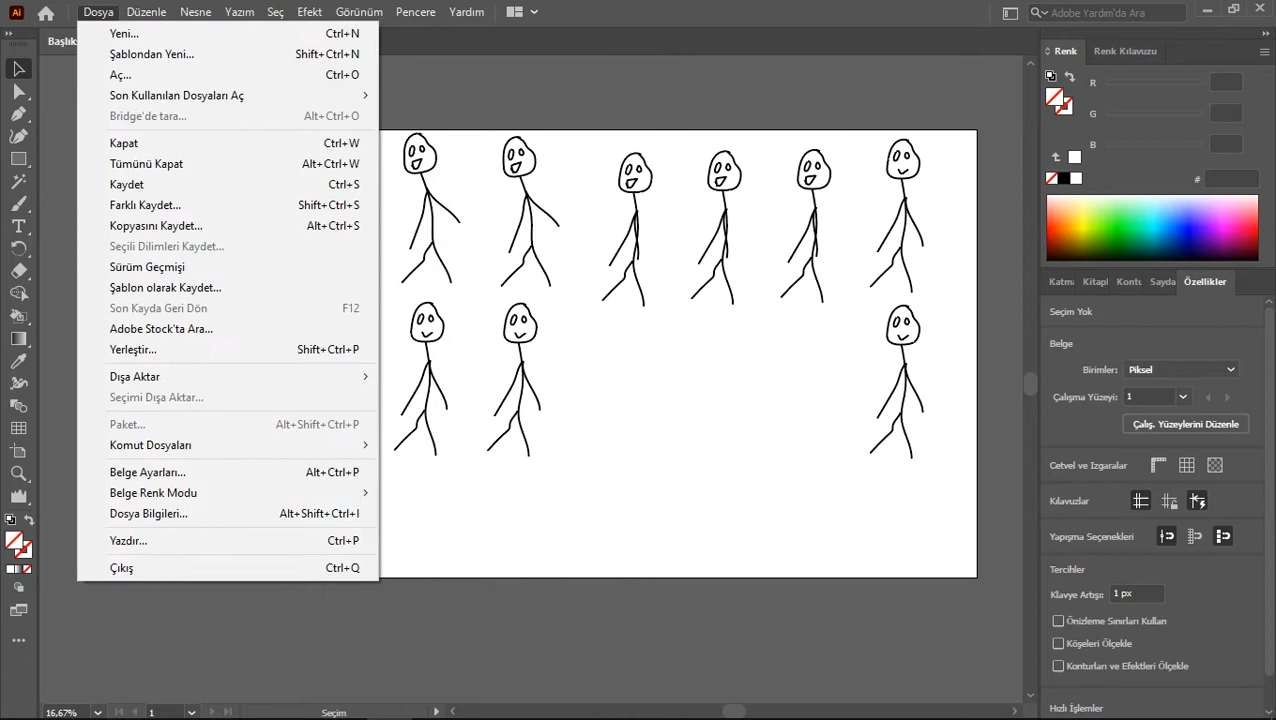 Ai Dosya Düzenle Nesne Yazım Seç Efekt Görünüm Pencere Yardım Adobe Yardım'da Ara
Yeni... Ctrl+N
Şablondan Yeni... Shift+Ctrl+N
Aç... Ctrl+O
Son Kullanılan Dosyaları Aç
Bridge'de tara... Alt+Ctrl+O
Kapat Ctrl+W
Tümünü Kapat Alt+Ctrl+W
Kaydet Ctrl+S
Farklı Kaydet... Shift+Ctrl+S
Kopyasını Kaydet... Alt+Ctrl+S
Seçili Dilimleri Kaydet...
Sürüm Geçmişi
Şablon olarak Kaydet...
Son Kayda Geri Dön F12
Adobe Stock'ta Ara...
Yerleştir... Shift+Ctrl+P
Dışa Aktar
Seçimi Dışa Aktar...
Paket... Alt+Shift+Ctrl+P
Komut Dosyaları
Belge Ayarları... Alt+Ctrl+P
Belge Renk Modu
Dosya Bilgileri... Alt+Shift+Ctrl+I
Yazdır... Ctrl+P
Çıkış Ctrl+Q
Başlıks
16,67% 1 Seçim
Renk Renk Kılavuzu
R
G
B
#
Katma Kitapl Kontu Sayda Özellikler
Seçim Yok
Belge
Birimler: Piksel
Çalışma Yüzeyi: 1
Çalış. Yüzeylerini Düzenle
Cetvel ve Izgaralar
Kılavuzlar
Yapışma Seçenekleri
Tercihler
Klavye Artışı: 1 px
Önizleme Sınırları Kullan
Köşeleri Ölçekle
Konturları ve Efektleri Ölçekle
Hızlı İşlemler